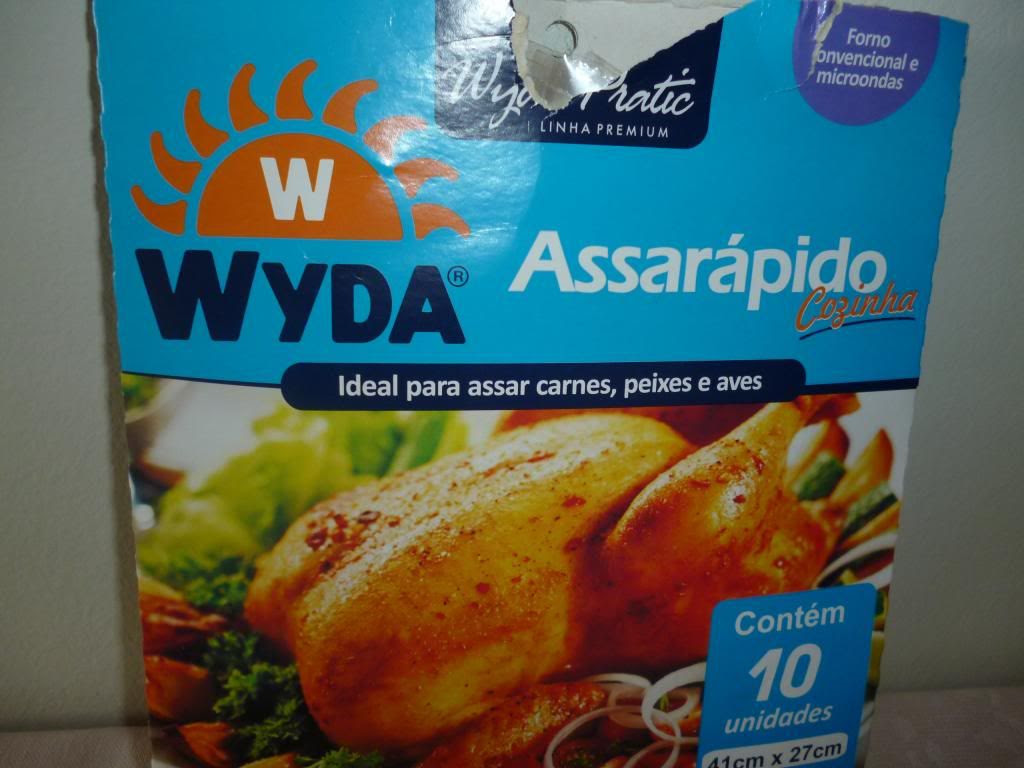 Pratic
LINHA PREMIUM
Forno
onvencional e
microondas
W
WYDA®
Assarápido
Cozinha
Ideal para assar carnes, peixes e aves
Contém
10
unidades
41cm x 27cm